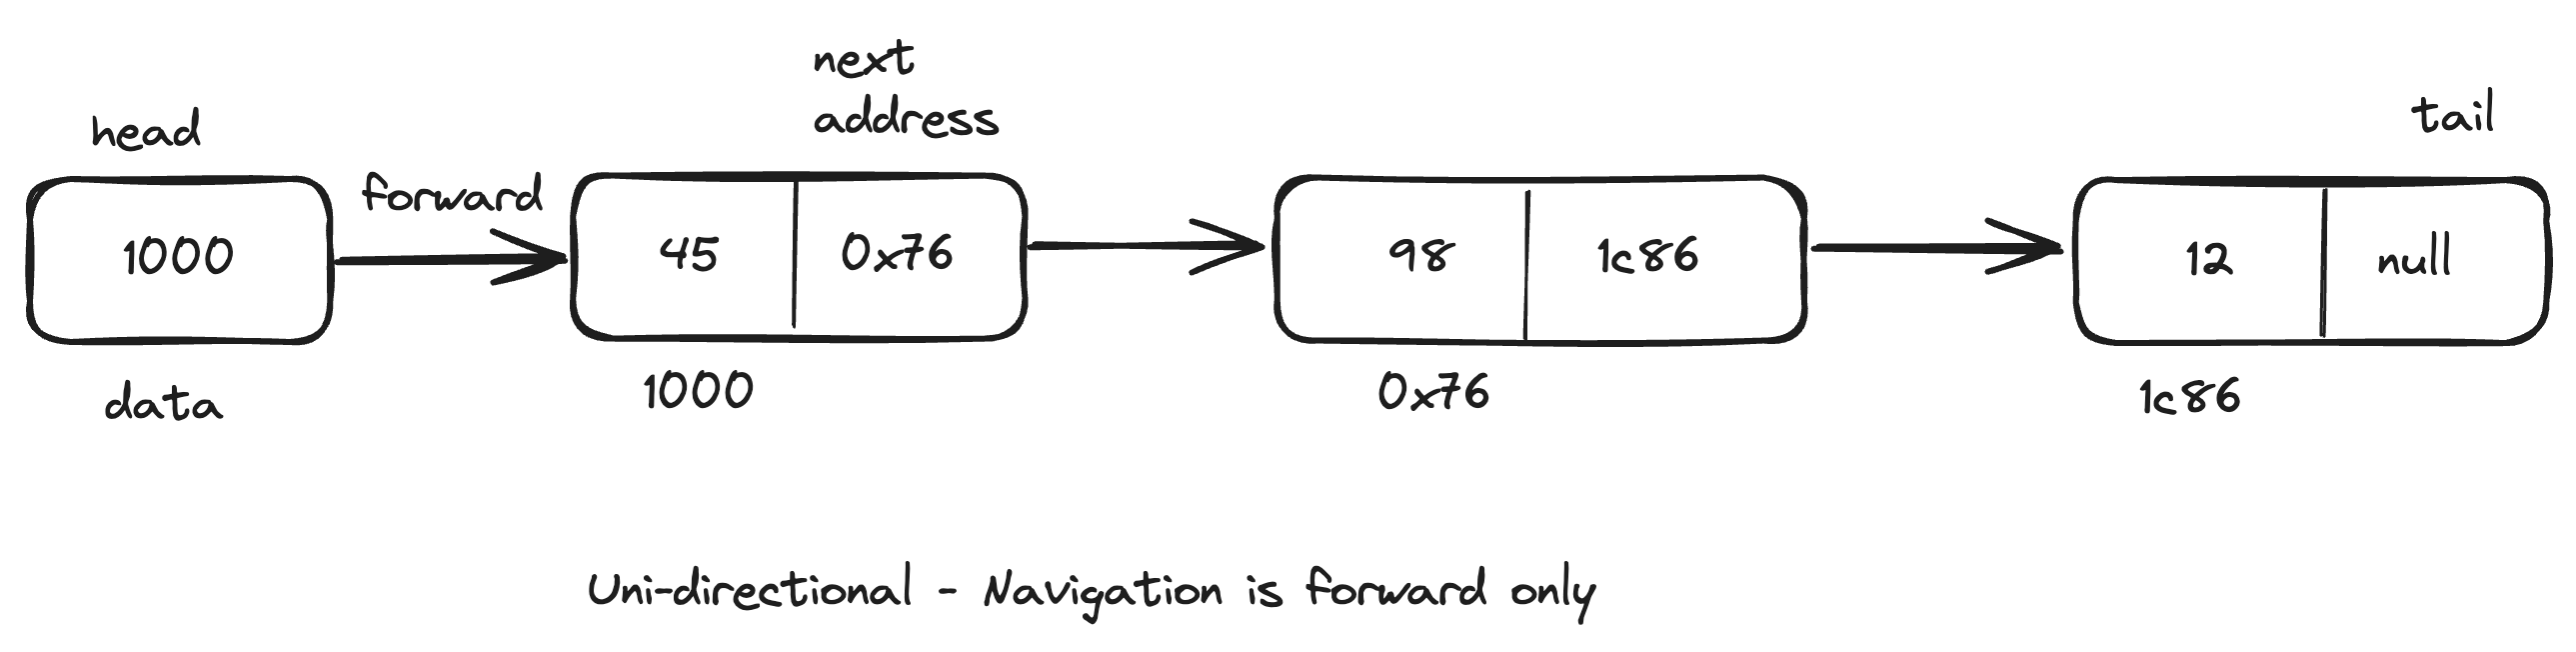 head
1000
data
forward
next
address
45
0x76
1000
98
1c86
0x76
tail
12
null
1c86
Uni-directional - Navigation is forward only